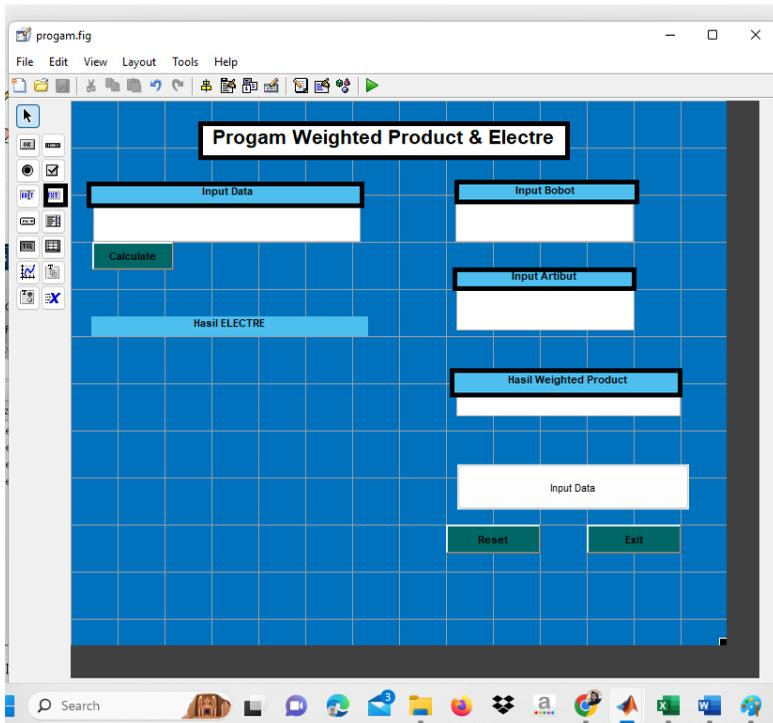 progam.fig
File Edit View Layout Tools Help
Progam Weighted Product & Electre
Input Data
Input Bobot
Calculate
Input Artibut
Hasil ELECTRE
Hasil Weighted Product
Input Data
Reset
Exit
Search
3